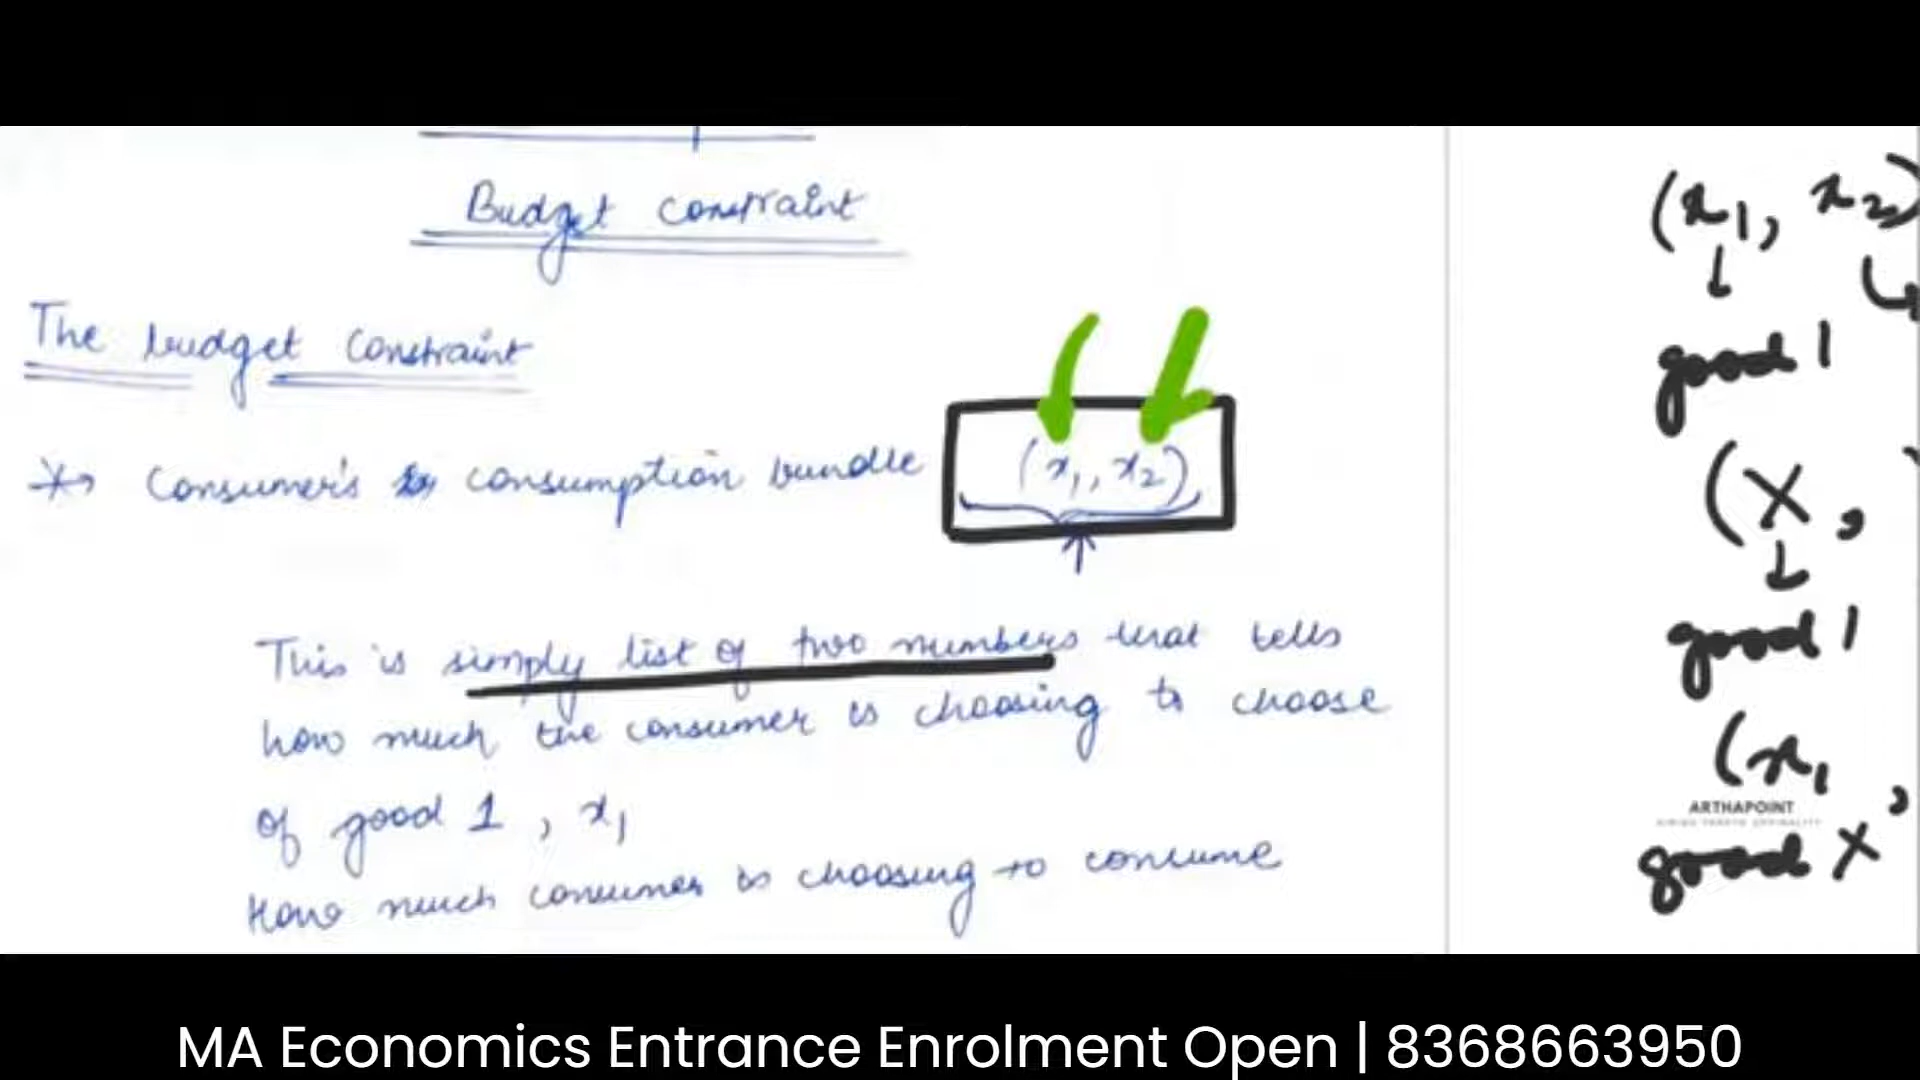 Budget constraint
The budget constraint
Consumer's consumption bundle (x₁, x₂)
This is simply list of two numbers that tells
how much the consumer is choosing to choose
of good 1, x₁
How much consumer is choosing to consume
(x₁, x₂)
good 1
(X,
good 1
(x₁,
ARTHAPOINT
good X
MA Economics Entrance Enrolment Open | 8368663950